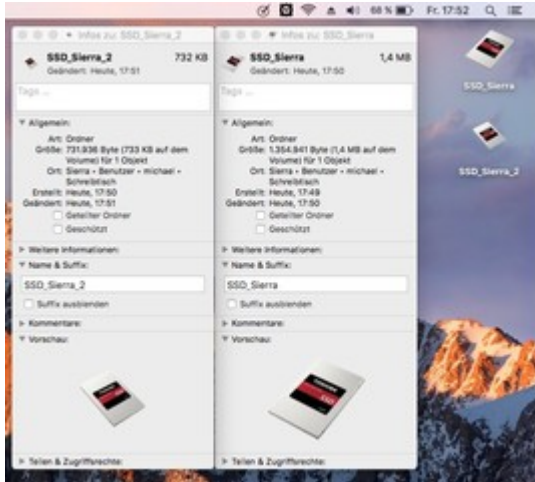 68 % Fr. 17:52
Infos zu: SSD_Sierra_2
SSD_Sierra_2 732 KB
Geändert: Heute, 17:51
Tags ...
Allgemein:
Art: Ordner
Größe: 731.936 Byte (733 KB auf dem
Volume) für 1 Objekt
Ort: Sierra • Benutzer • michael •
Schreibtisch
Erstellt: Heute, 17:50
Geändert: Heute, 17:51
Geteilter Ordner
Geschützt
Weitere Informationen:
Name & Suffix:
SSD_Sierra_2
Suffix ausblenden
Kommentare:
Vorschau:
SSD
Teilen & Zugriffsrechte:
Infos zu: SSD_Sierra
SSD_Sierra 1,4 MB
Geändert: Heute, 17:50
Tags ...
Allgemein:
Art: Ordner
Größe: 1.354.941 Byte (1,4 MB auf dem
Volume) für 1 Objekt
Ort: Sierra • Benutzer • michael •
Schreibtisch
Erstellt: Heute, 17:49
Geändert: Heute, 17:50
Geteilter Ordner
Geschützt
Weitere Informationen:
Name & Suffix:
SSD_Sierra
Suffix ausblenden
Kommentare:
Vorschau:
TOSHIBA
SSD
Teilen & Zugriffsrechte:
SSD_Sierra
SSD_Sierra_2